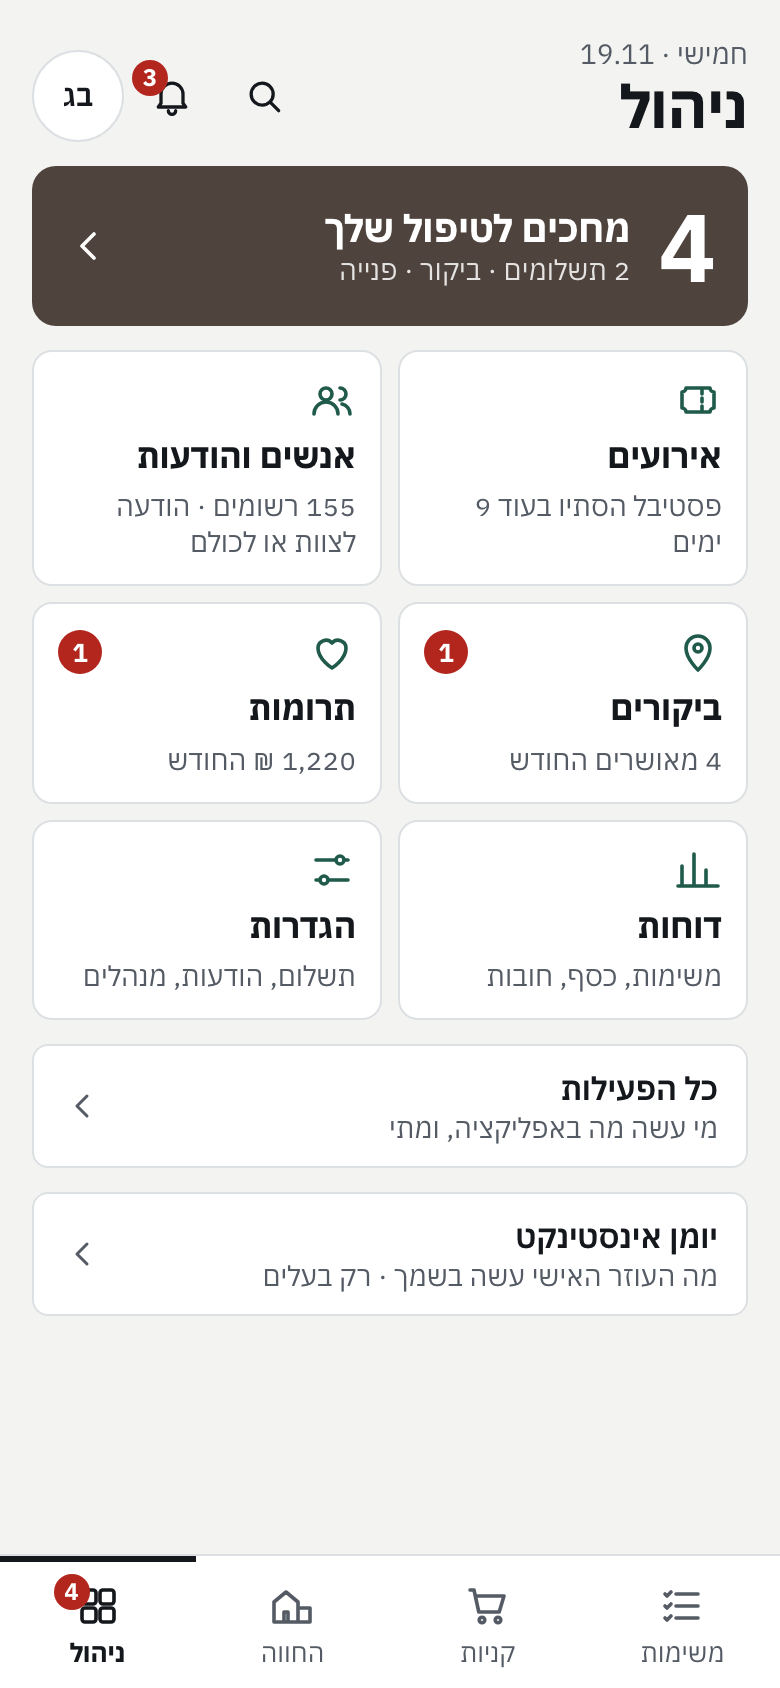 חמישי · 19.11
ניהול
3
בג
4
מחכים לטיפול שלך
2 תשלומים · ביקור · פנייה
אירועים
פסטיבל הסתיו בעוד 9
ימים
אנשים והודעות
155 רשומים · הודעה
לצוות או לכולם
1
ביקורים
4 מאושרים החודש
1
תרומות
1,220 ₪ החודש
דוחות
משימות, כסף, חובות
הגדרות
תשלום, הודעות, מנהלים
כל הפעילות
מי עשה מה באפליקציה, ומתי
יומן אינסטינקט
מה העוזר האישי עשה בשמך · רק בעלים
משימות
קניות
החווה
4
ניהול